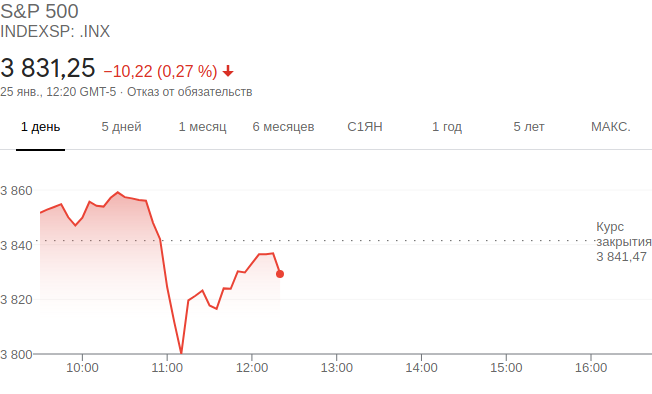 S&P 500
INDEXSP: .INX
3 831,25 −10,22 (0,27 %)
25 янв., 12:20 GMT-5 · Отказ от обязательств
1 день 5 дней 1 месяц 6 месяцев С1ЯН 1 год 5 лет МАКС.
3 860
Курс
3 840 закрытия
3 841,47
3 820
3 800
10:00 11:00 12:00 13:00 14:00 15:00 16:00